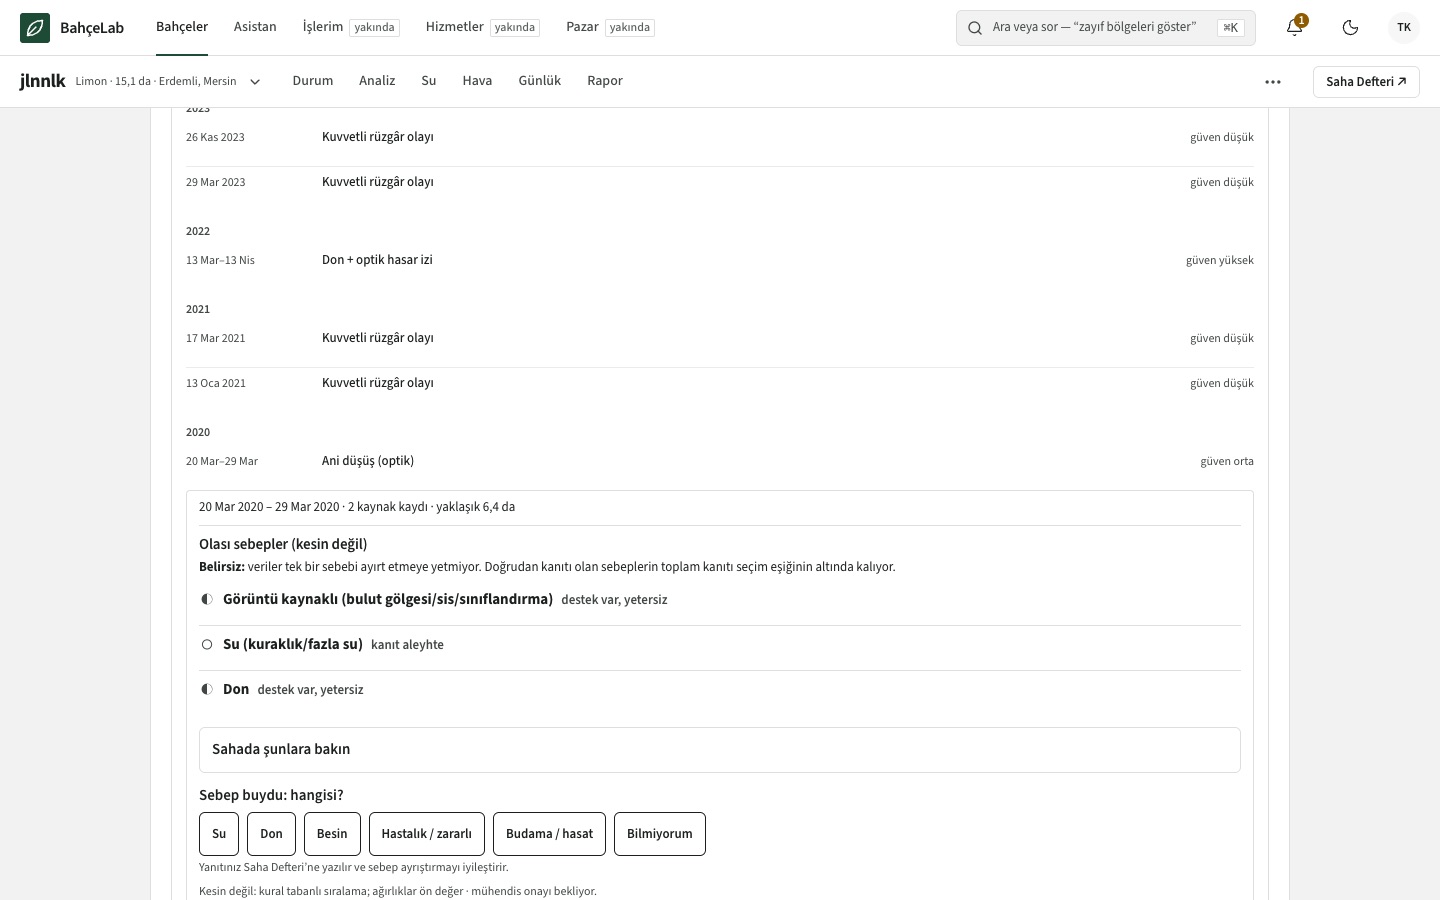 BahçeLab
Bahçeler
Asistan
İşlerim yakında
Hizmetler yakında
Pazar yakında
Ara veya sor — “zayıf bölgeleri göster” ⌘K
1
TK
jlnnlk
Limon · 15,1 da · Erdemli, Mersin
Durum
Analiz
Su
Hava
Günlük
Rapor
Saha Defteri ↗
2023
26 Kas 2023 Kuvvetli rüzgâr olayı güven düşük
29 Mar 2023 Kuvvetli rüzgâr olayı güven düşük
2022
13 Mar–13 Nis Don + optik hasar izi güven yüksek
2021
17 Mar 2021 Kuvvetli rüzgâr olayı güven düşük
13 Oca 2021 Kuvvetli rüzgâr olayı güven düşük
2020
20 Mar–29 Mar Ani düşüş (optik) güven orta
20 Mar 2020 – 29 Mar 2020 · 2 kaynak kaydı · yaklaşık 6,4 da
Olası sebepler (kesin değil)
Belirsiz: veriler tek bir sebebi ayırt etmeye yetmiyor. Doğrudan kanıtı olan sebeplerin toplam kanıtı seçim eşiğinin altında kalıyor.
Görüntü kaynaklı (bulut gölgesi/sis/sınıflandırma) destek var, yetersiz
Su (kuraklık/fazla su) kanıt aleyhte
Don destek var, yetersiz
Sahada şunlara bakın
Sebep buydu: hangisi?
Su
Don
Besin
Hastalık / zararlı
Budama / hasat
Bilmiyorum
Yanıtınız Saha Defteri’ne yazılır ve sebep ayrıştırmayı iyileştirir.
Kesin değil: kural tabanlı sıralama; ağırlıklar ön değer · mühendis onayı bekliyor.